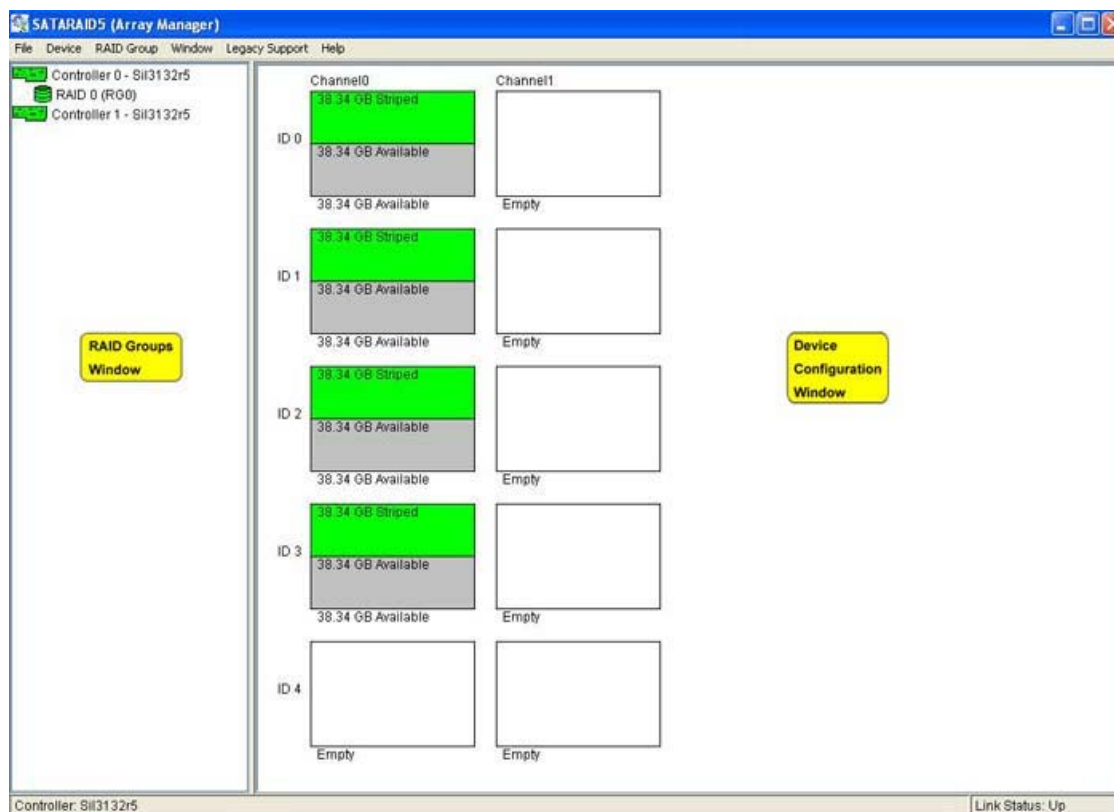 SATARAID5 (Array Manager)
File Device RAID Group Window Legacy Support Help
Controller 0 - SiI3132r5
RAID 0 (RG0)
Controller 1 - SiI3132r5
RAID Groups
Window
Channel0 Channel1
ID 0
38.34 GB Striped
38.34 GB Available
38.34 GB Available Empty
ID 1
38.34 GB Striped
38.34 GB Available
38.34 GB Available Empty
ID 2
38.34 GB Striped
38.34 GB Available
38.34 GB Available Empty
ID 3
38.34 GB Striped
38.34 GB Available
38.34 GB Available Empty
ID 4
Empty Empty
Device
Configuration
Window
Controller: SiI3132r5 Link Status: Up